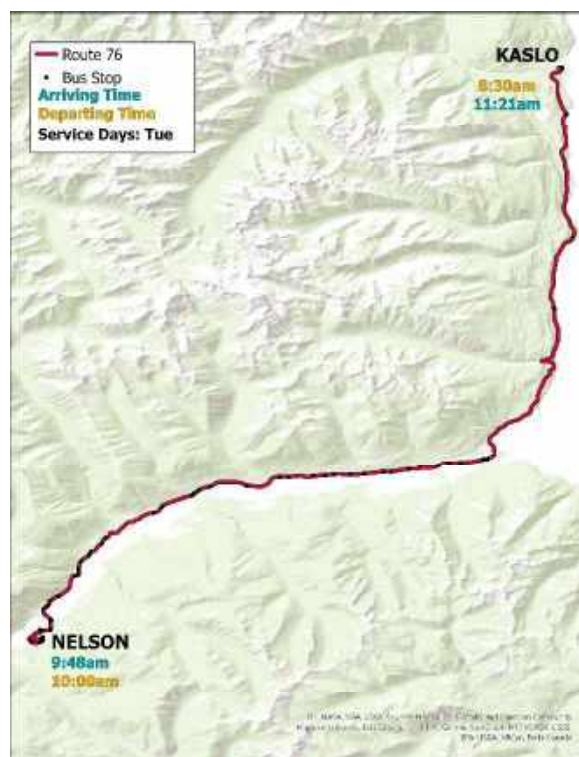 Route 76
Bus Stop
Arriving Time
Departing Time
Service Days: Tue
KASLO
8:30am
11:21am
NELSON
9:48am
10:00am